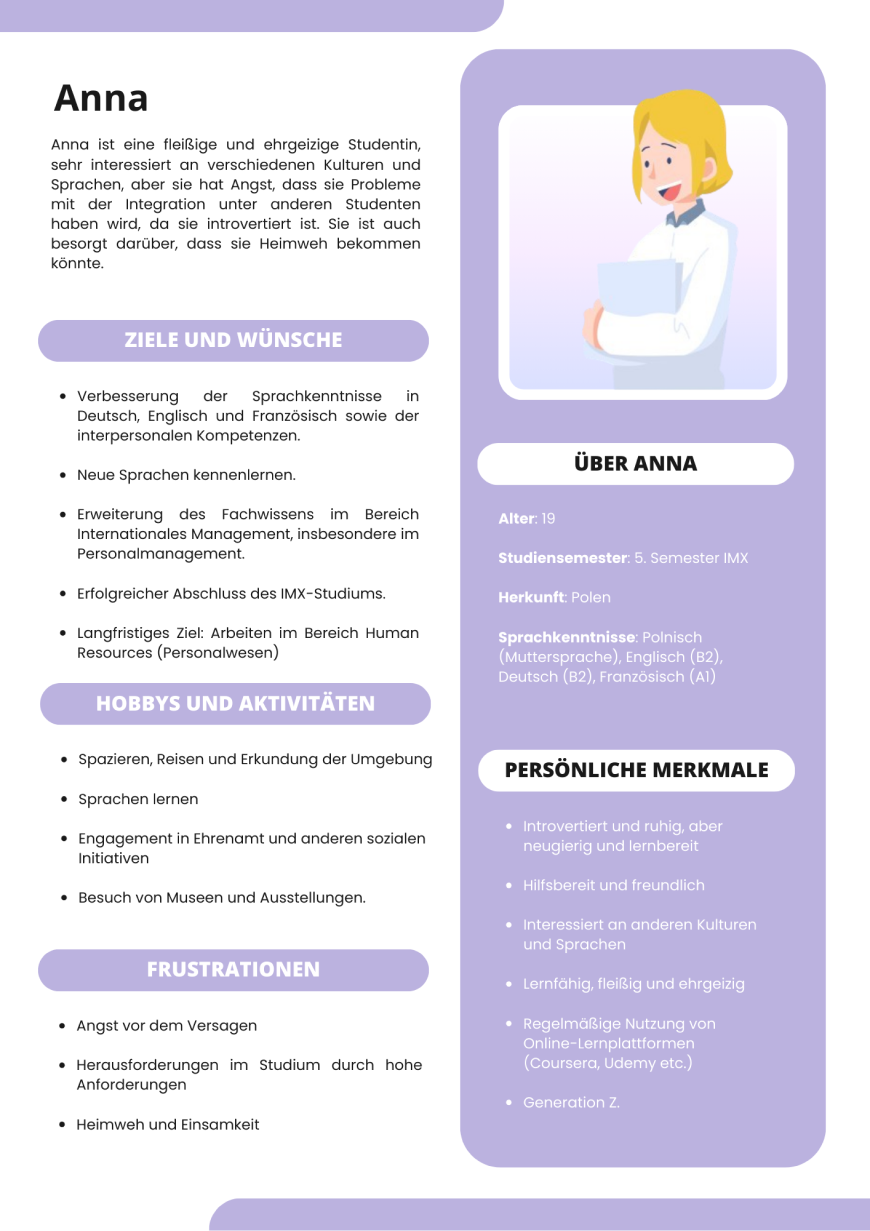 Anna
Anna ist eine fleißige und ehrgeizige Studentin,
sehr interessiert an verschiedenen Kulturen und
Sprachen, aber sie hat Angst, dass sie Probleme
mit der Integration unter anderen Studenten
haben wird, da sie introvertiert ist. Sie ist auch
besorgt darüber, dass sie Heimweh bekommen
könnte.
ZIELE UND WÜNSCHE
• Verbesserung der Sprachkenntnisse in
Deutsch, Englisch und Französisch sowie der
interpersonalen Kompetenzen.
• Neue Sprachen kennenlernen.
• Erweiterung des Fachwissens im Bereich
Internationales Management, insbesondere im
Personalmanagement.
• Erfolgreicher Abschluss des IMX-Studiums.
• Langfristiges Ziel: Arbeiten im Bereich Human
Resources (Personalwesen)
HOBBYS UND AKTIVITÄTEN
• Spazieren, Reisen und Erkundung der Umgebung
• Sprachen lernen
• Engagement in Ehrenamt und anderen sozialen
Initiativen
• Besuch von Museen und Ausstellungen.
FRUSTRATIONEN
• Angst vor dem Versagen
• Herausforderungen im Studium durch hohe
Anforderungen
• Heimweh und Einsamkeit
ÜBER ANNA
Alter: 19
Studiensemester: 5. Semester IMX
Herkunft: Polen
Sprachkenntnisse: Polnisch
(Muttersprache), Englisch (B2),
Deutsch (B2), Französisch (A1)
PERSÖNLICHE MERKMALE
• Introvertiert und ruhig, aber
neugierig und lernbereit
• Hilfsbereit und freundlich
• Interessiert an anderen Kulturen
und Sprachen
• Lernfähig, fleißig und ehrgeizig
• Regelmäßige Nutzung von
Online-Lernplattformen
(Coursera, Udemy etc.)
• Generation Z.